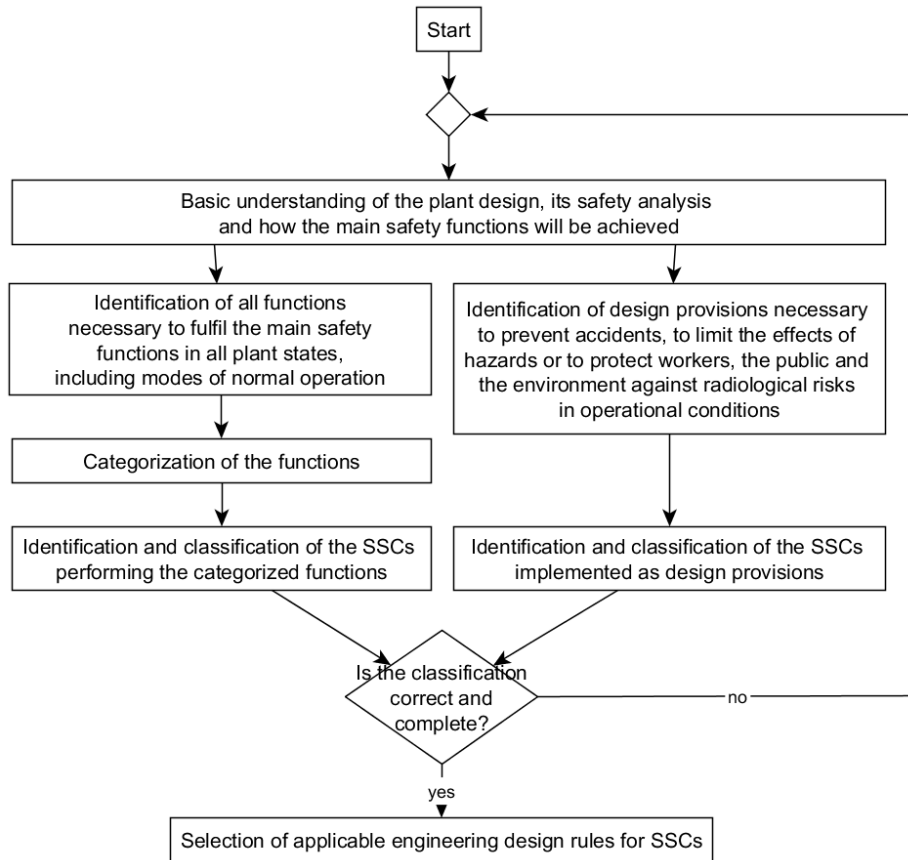 Start
Basic understanding of the plant design, its safety analysis
and how the main safety functions will be achieved
Identification of all functions
necessary to fulfil the main safety
functions in all plant states,
including modes of normal operation
Identification of design provisions necessary
to prevent accidents, to limit the effects of
hazards or to protect workers, the public and
the environment against radiological risks
in operational conditions
Categorization of the functions
Identification and classification of the SSCs
performing the categorized functions
Identification and classification of the SSCs
implemented as design provisions
Is the classification
correct and
complete?
no
yes
Selection of applicable engineering design rules for SSCs